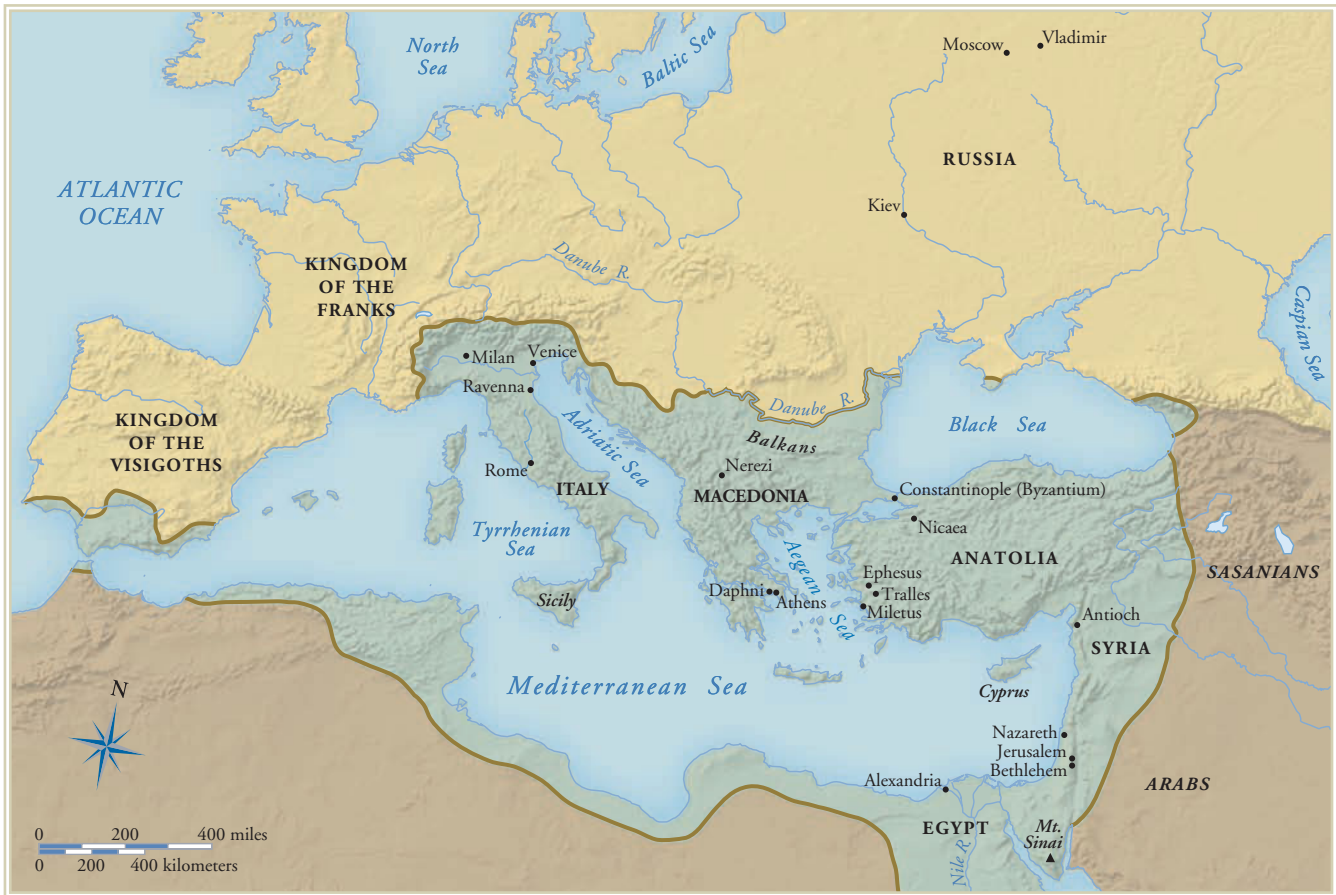 North
Sea
Baltic Sea
Moscow
Vladimir
ATLANTIC
OCEAN
RUSSIA
Kiev
KINGDOM
OF THE
FRANKS
Danube R.
Caspian Sea
Milan
Venice
Ravenna
Danube R.
KINGDOM
OF THE
VISIGOTHS
Adriatic Sea
Balkans
Black Sea
Rome
ITALY
Nerezi
MACEDONIA
Constantinople (Byzantium)
Nicaea
Tyrrhenian
Sea
Aegean Sea
ANATOLIA
SASANIANS
Sicily
Daphni
Athens
Ephesus
Tralles
Miletus
Antioch
SYRIA
N
Mediterranean Sea
Cyprus
Nazareth
Jerusalem
Bethlehem
Alexandria
ARABS
EGYPT
Mt.
Sinai
Nile R.
0 200 400 miles
0 200 400 kilometers